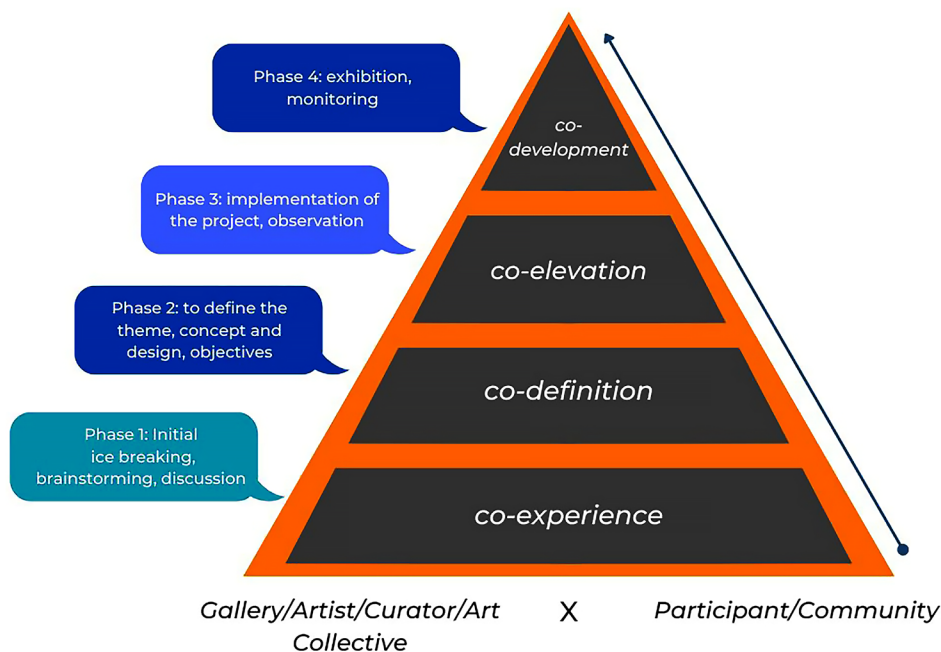 Phase 4: exhibition,
monitoring
co-
development
Phase 3: implementation of
the project, observation
co-elevation
Phase 2: to define the
theme, concept and
design, objectives
co-definition
Phase 1: Initial
ice breaking,
brainstorming, discussion
co-experience
Gallery/Artist/Curator/Art
Collective
X
Participant/Community